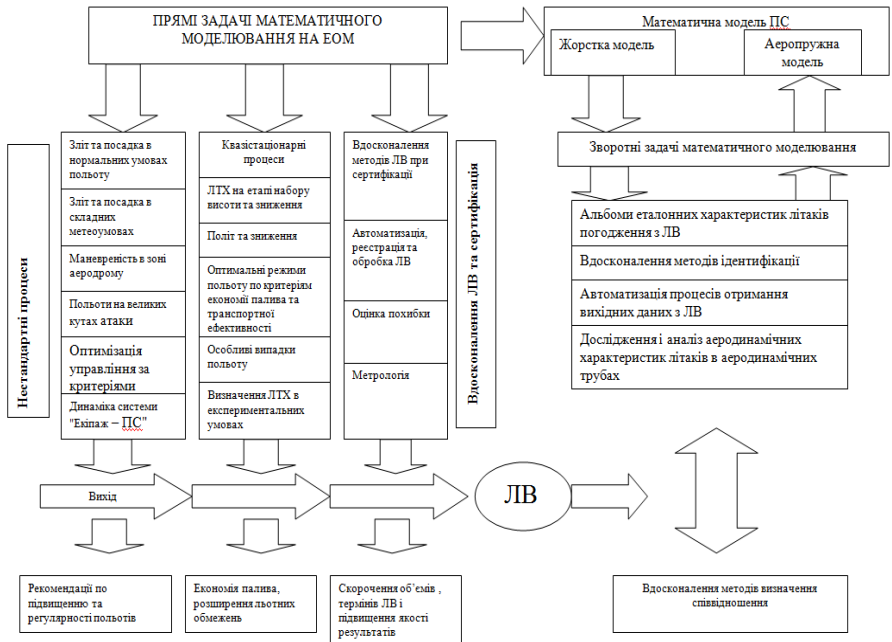 ПРЯМІ ЗАДАЧІ МАТЕМАТИЧНОГО
МОДЕЛЮВАННЯ НА ЕОМ
Математична модель ПС
Жорстка модель
Аеропружна
модель
Нестандартні процеси
Зліт та посадка в
нормальних умовах
польоту
Зліт та посадка в
складних
метеоумовах
Маневреність в зоні
аеродрому
Польоти на великих
кутах атаки
Оптимізація
управління за
критеріями
Динаміка системи
"Екіпаж – ПС"
Квазістаціонарні
процеси
ЛТХ на етапі набору
висоти та зниження
Політ та зниження
Оптимальні режими
польоту по критеріям
економії палива та
транспортної
ефективності
Особливі випадки
польоту
Визначення ЛТХ в
експериментальних
умовах
Вдосконалення
методів ЛВ при
сертифікації
Автоматизація,
реєстрація та
обробка ЛВ
Оцінка похибки
Метрологія
Вдосконалення ЛВ та сертифікація
Зворотні задачі математичного моделювання
Альбоми еталонних характеристик літаків
погодження з ЛВ
Вдосконалення методів ідентифікації
Автоматизація процесів отримання
вихідних даних з ЛВ
Дослідження і аналіз аеродинамічних
характеристик літаків в аеродинамічних
трубах
Вихід
ЛВ
Рекомендації по
підвищенню та
регулярності польотів
Економія палива,
розширення льотних
обмежень
Скорочення об’ємів ,
термінів ЛВ і
підвищення якості
результатів
Вдосконалення методів визначення
співвідношення